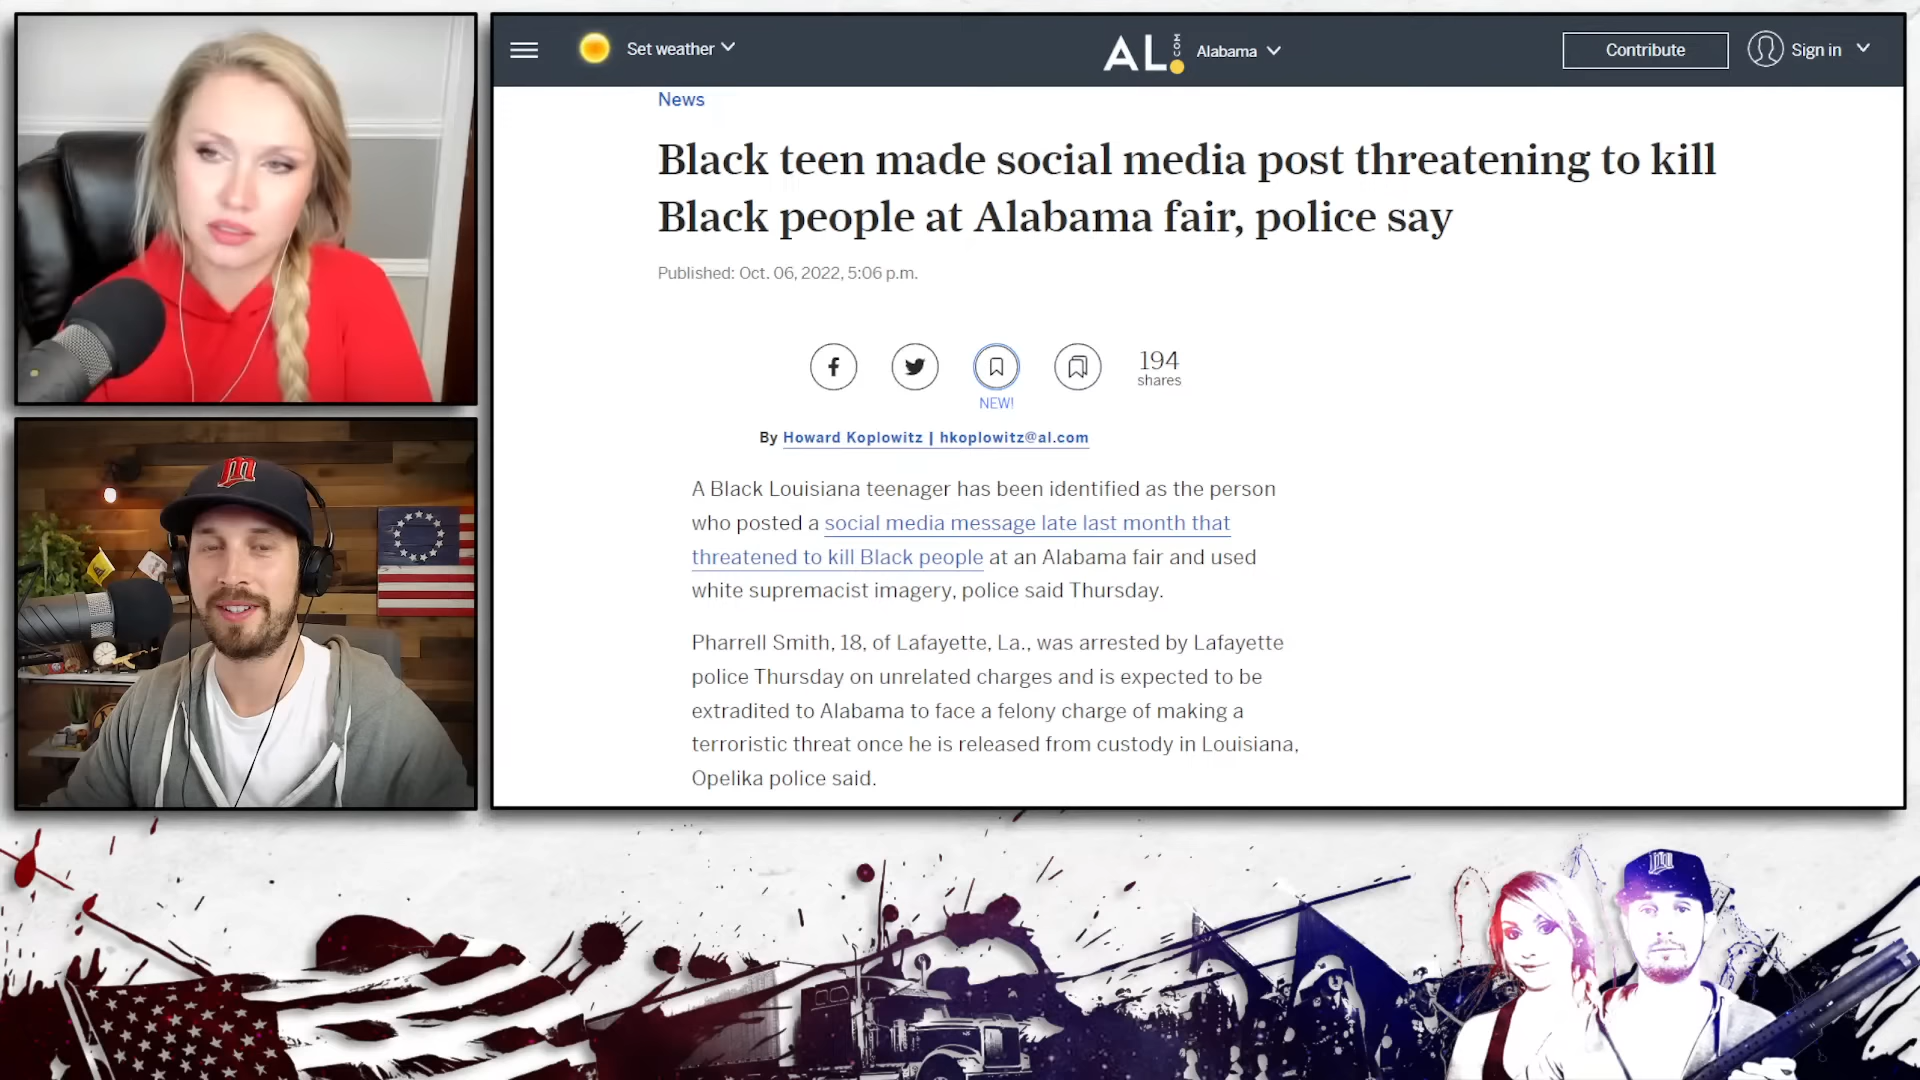 Set weather
AL.COM
Alabama
Contribute
Sign in
News
Black teen made social media post threatening to kill
Black people at Alabama fair, police say
Published: Oct. 06, 2022, 5:06 p.m.
194
shares
NEW!
By Howard Koplowitz | hkoplowitz@al.com
A Black Louisiana teenager has been identified as the person
who posted a social media message late last month that
threatened to kill Black people at an Alabama fair and used
white supremacist imagery, police said Thursday.
Pharrell Smith, 18, of Lafayette, La., was arrested by Lafayette
police Thursday on unrelated charges and is expected to be
extradited to Alabama to face a felony charge of making a
terroristic threat once he is released from custody in Louisiana,
Opelika police said.